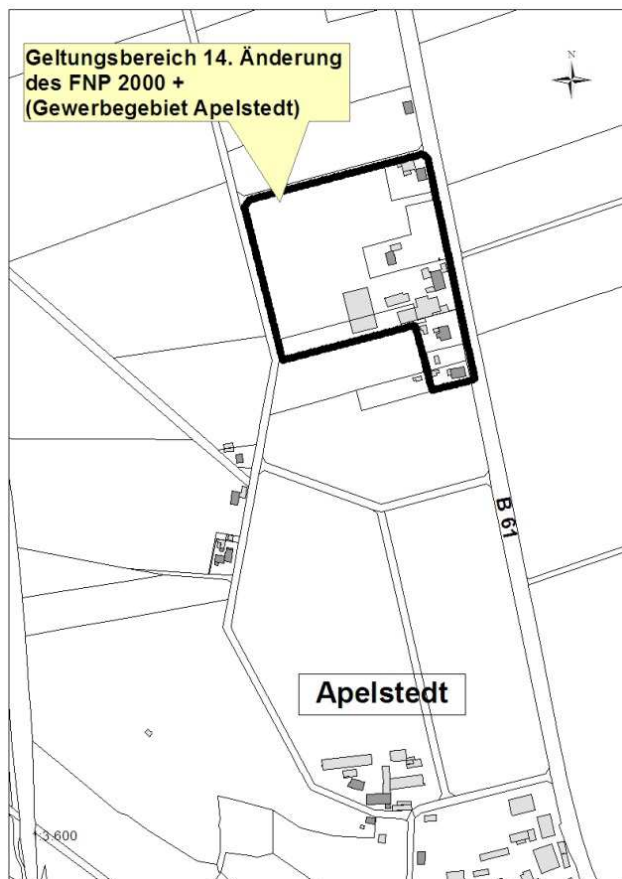 Geltungsbereich 14. Änderung
des FNP 2000 +
(Gewerbegebiet Apelstedt)
N
B 61
Apelstedt
3.600